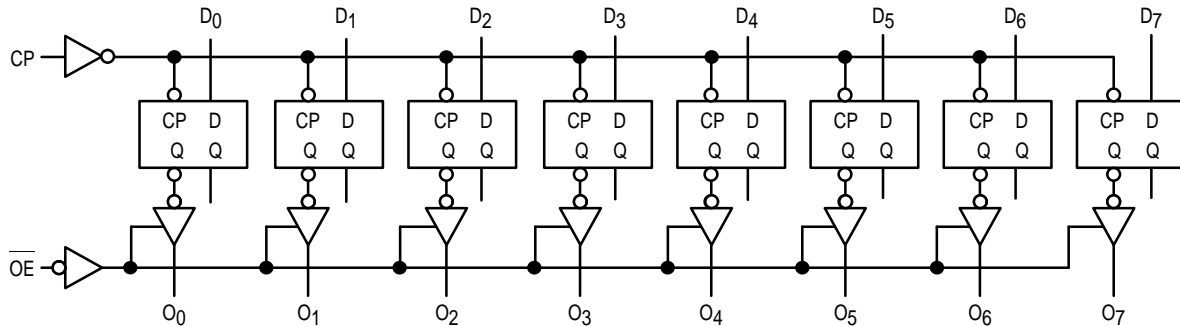 D0 D1 D2 D3 D4 D5 D6 D7
CP
CP D CP D CP D CP D CP D CP D CP D CP D
Q Q Q Q Q Q Q Q Q Q Q Q Q Q Q Q
OE
O0 O1 O2 O3 O4 O5 O6 O7